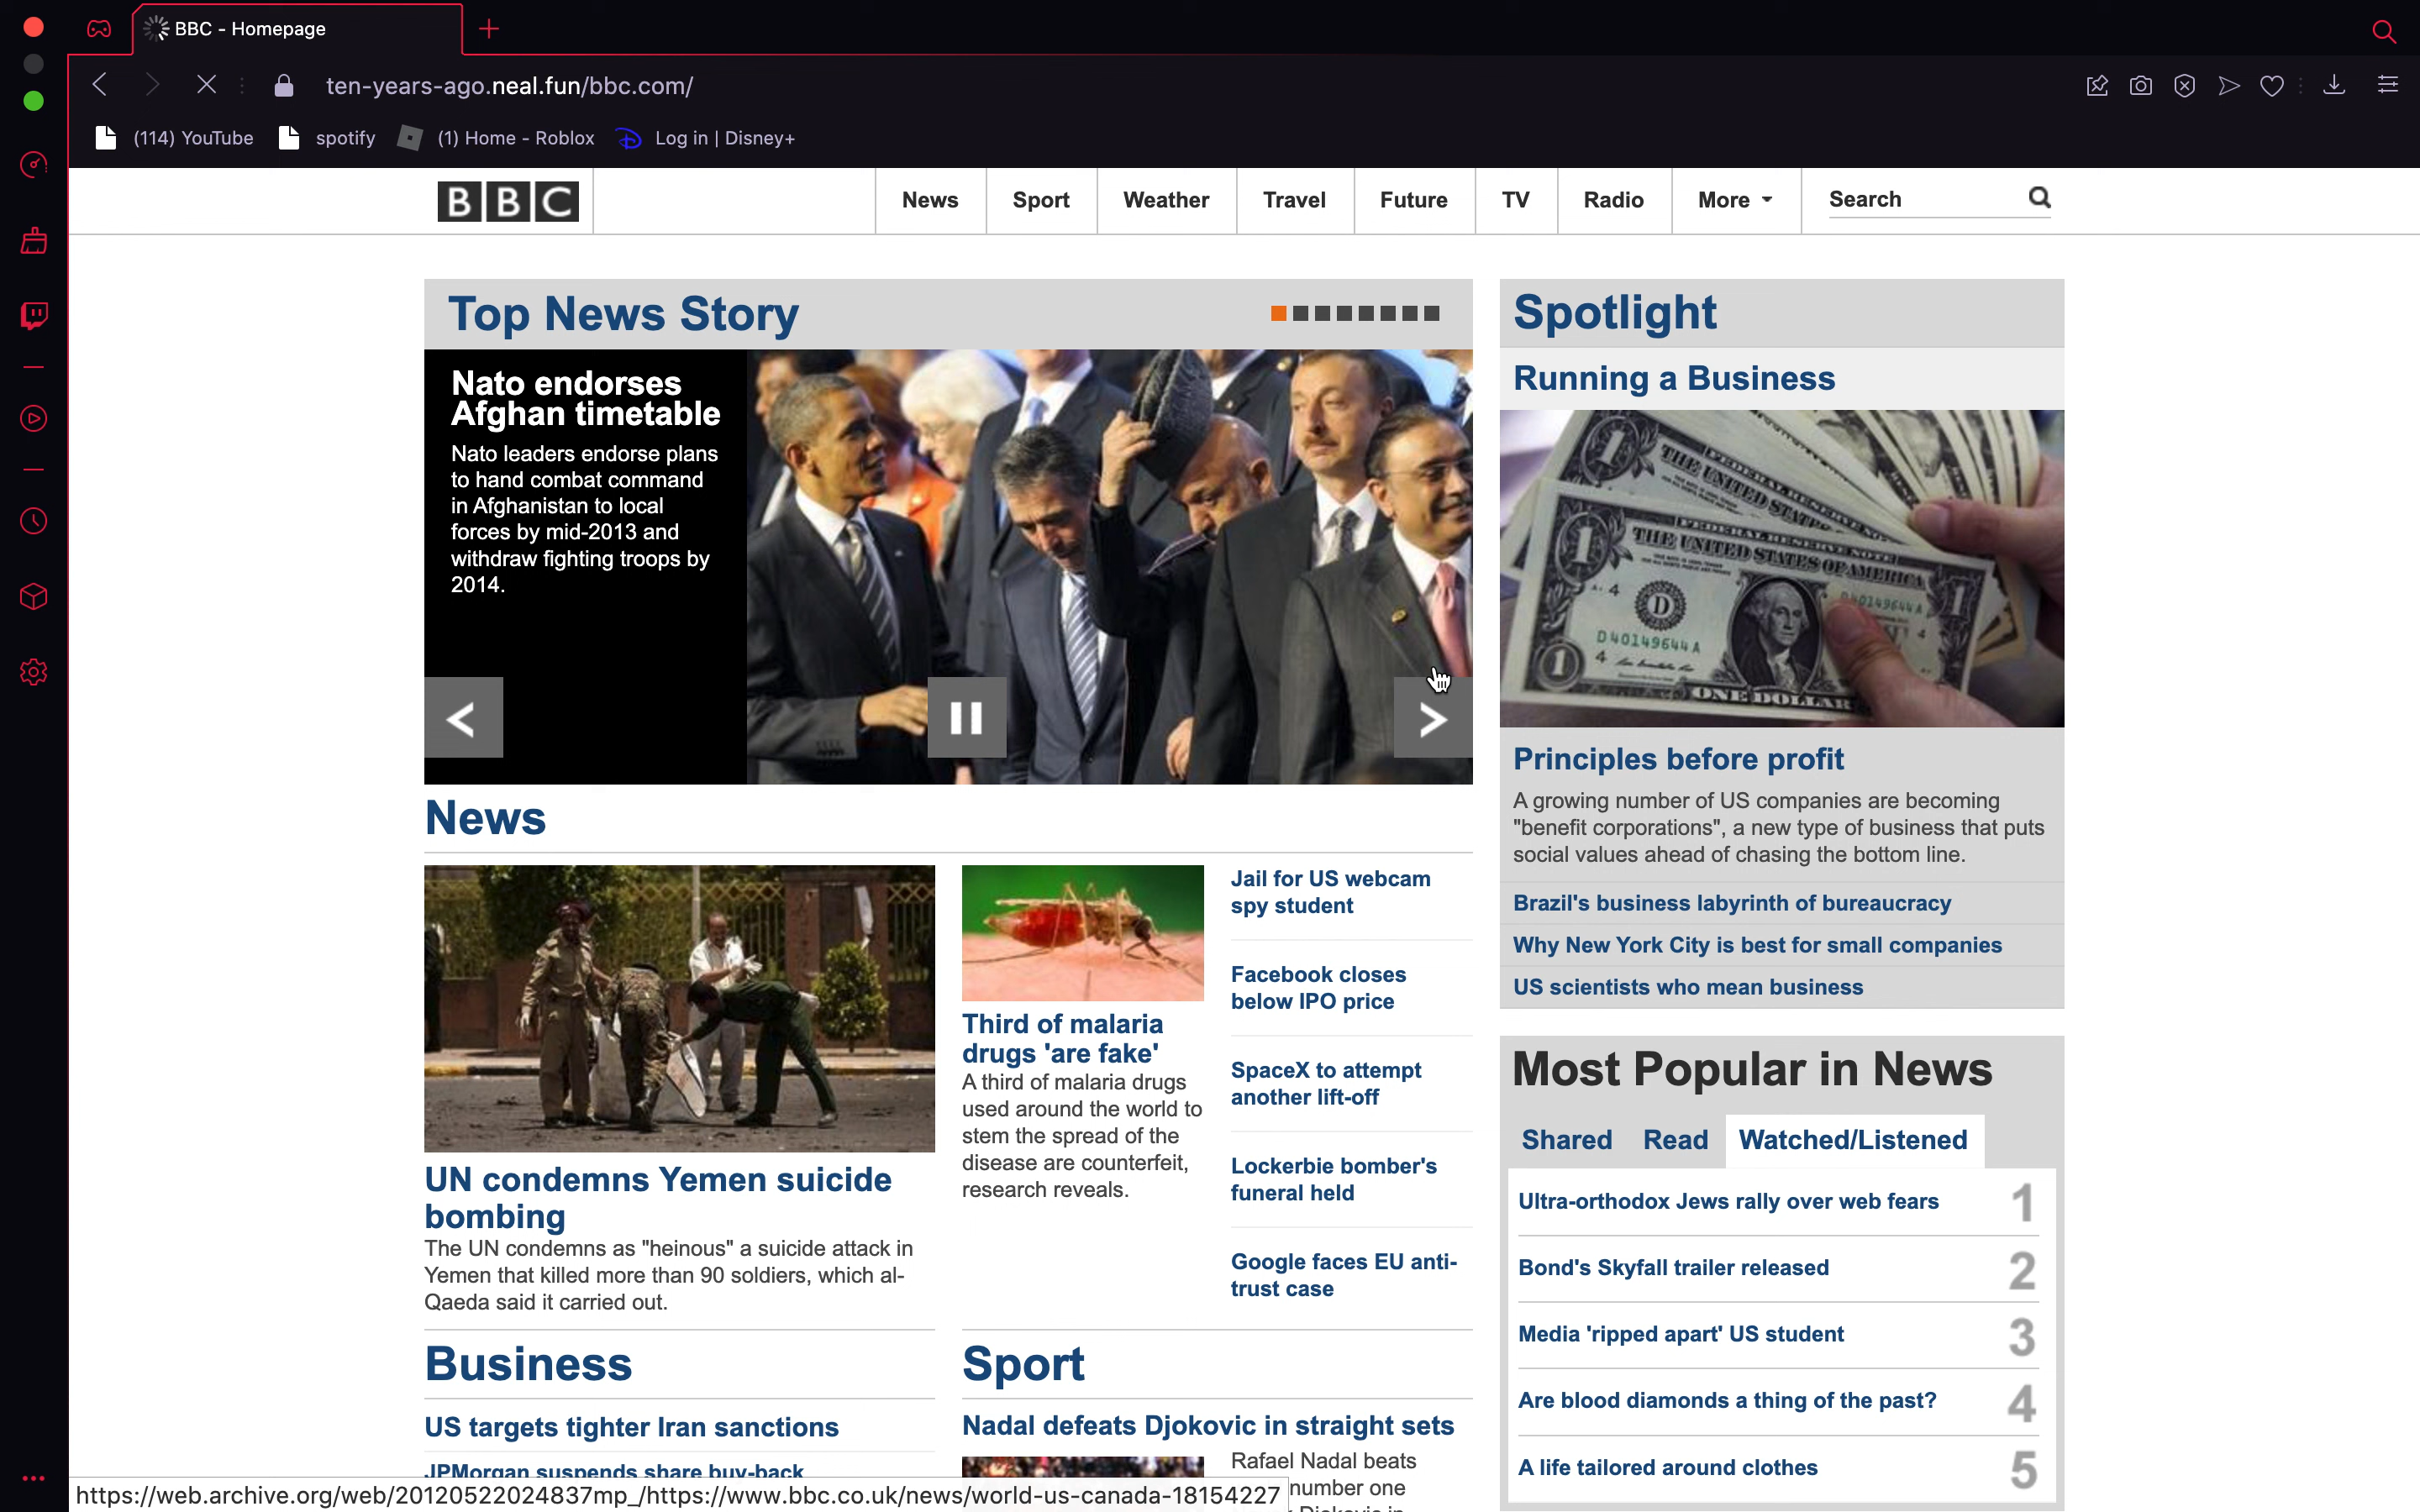 BBC - Homepage
ten-years-ago.neal.fun/bbc.com/
(114) YouTube
spotify
(1) Home - Roblox
Log in | Disney+
BBC
News
Sport
Weather
Travel
Future
TV
Radio
More
Search
Top News Story
Nato endorses
Afghan timetable
Nato leaders endorse plans
to hand combat command
in Afghanistan to local
forces by mid-2013 and
withdraw fighting troops by
2014.
News
UN condemns Yemen suicide
bombing
The UN condemns as "heinous" a suicide attack in
Yemen that killed more than 90 soldiers, which al-
Qaeda said it carried out.
Third of malaria
drugs 'are fake'
A third of malaria drugs
used around the world to
stem the spread of the
disease are counterfeit,
research reveals.
Jail for US webcam
spy student
Facebook closes
below IPO price
SpaceX to attempt
another lift-off
Lockerbie bomber's
funeral held
Google faces EU anti-
trust case
Business
US targets tighter Iran sanctions
JPMorgan suspends share buy-back
Sport
Nadal defeats Djokovic in straight sets
Rafael Nadal beats
number one
Djokovic in
Spotlight
Running a Business
THE UNITED STATES OF AMERICA
D 40149644 A
ONE DOLLAR
Principles before profit
A growing number of US companies are becoming
"benefit corporations", a new type of business that puts
social values ahead of chasing the bottom line.
Brazil's business labyrinth of bureaucracy
Why New York City is best for small companies
US scientists who mean business
Most Popular in News
Shared
Read
Watched/Listened
Ultra-orthodox Jews rally over web fears 1
Bond's Skyfall trailer released 2
Media 'ripped apart' US student 3
Are blood diamonds a thing of the past? 4
A life tailored around clothes 5
https://web.archive.org/web/20120522024837mp_/https://www.bbc.co.uk/news/world-us-canada-18154227